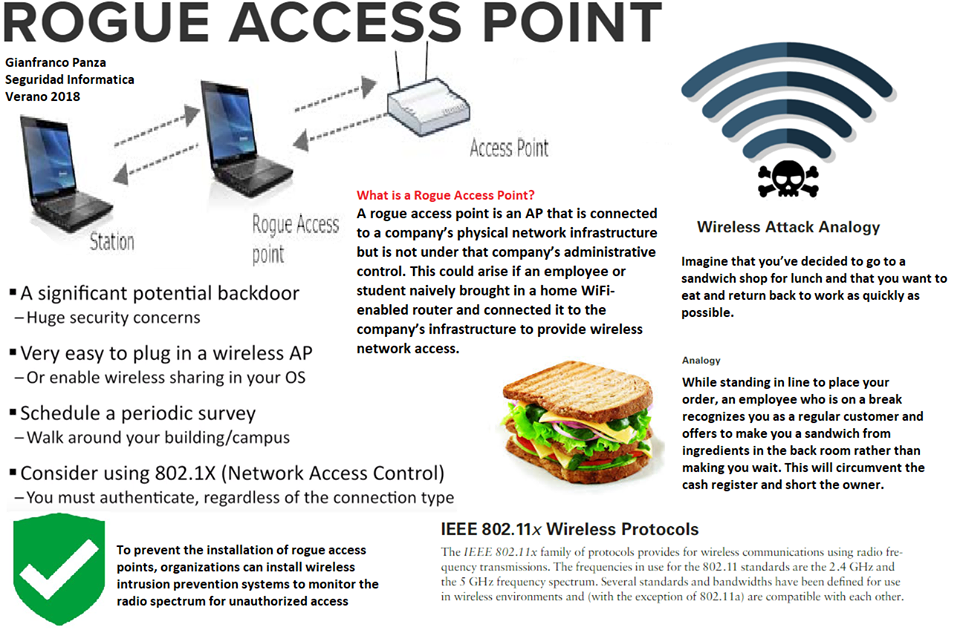 ROGUE ACCESS POINT
Gianfranco Panza
Seguridad Informatica
Verano 2018
Station
Rogue Access
point
Access Point
What is a Rogue Access Point?
A rogue access point is an AP that is connected
to a company's physical network infrastructure
but is not under that company's administrative
control. This could arise if an employee or
student naively brought in a home WiFi-
enabled router and connected it to the
company's infrastructure to provide wireless
network access.
▪ A significant potential backdoor
– Huge security concerns
▪ Very easy to plug in a wireless AP
– Or enable wireless sharing in your OS
▪ Schedule a periodic survey
– Walk around your building/campus
▪ Consider using 802.1X (Network Access Control)
– You must authenticate, regardless of the connection type
Wireless Attack Analogy
Imagine that you've decided to go to a
sandwich shop for lunch and that you want to
eat and return back to work as quickly as
possible.
Analogy
While standing in line to place your
order, an employee who is on a break
recognizes you as a regular customer and
offers to make you a sandwich from
ingredients in the back room rather than
making you wait. This will circumvent the
cash register and short the owner.
To prevent the installation of rogue access
points, organizations can install wireless
intrusion prevention systems to monitor the
radio spectrum for unauthorized access
IEEE 802.11x Wireless Protocols
The IEEE 802.11x family of protocols provides for wireless communications using radio fre-
quency transmissions. The frequencies in use for the 802.11 standards are the 2.4 GHz and
the 5 GHz frequency spectrum. Several standards and bandwidths have been defined for use
in wireless environments and (with the exception of 802.11a) are compatible with each other.